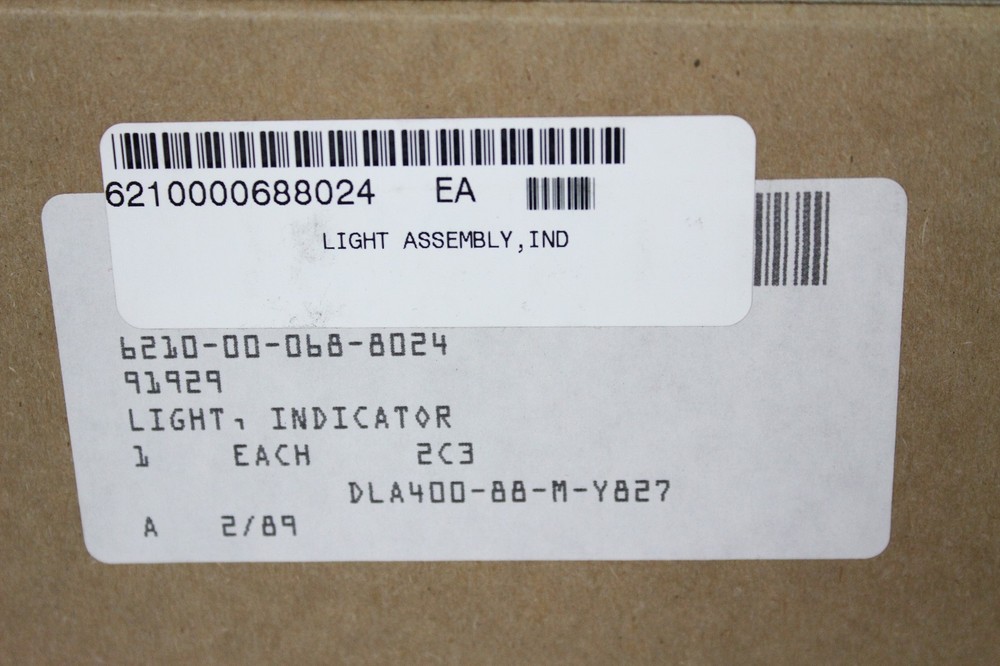 6210000688024 EA
LIGHT ASSEMBLY,IND
6210-00-068-8024
91929
LIGHT, INDICATOR
1 EACH 2C3
DLA400-88-M-Y827
A 2/89